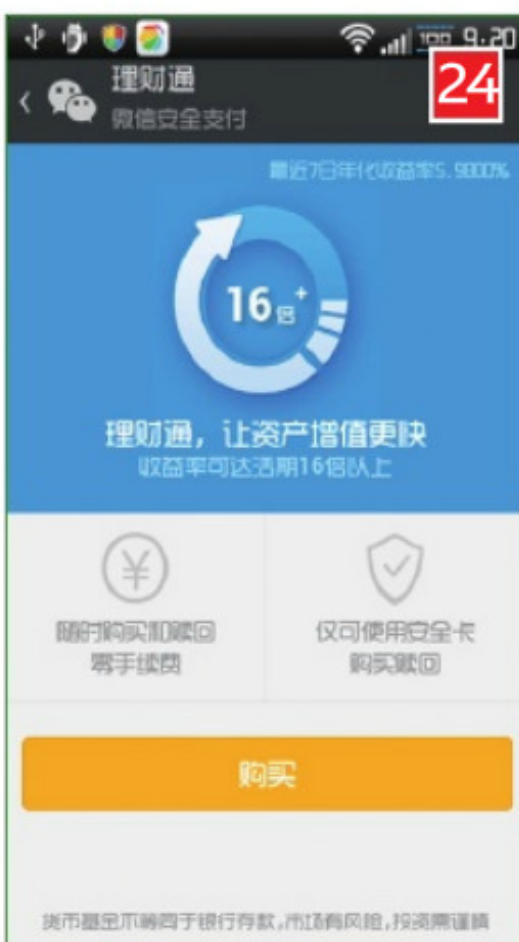 100 9:20
24
理财通
微信安全支付
最近7日年化收益率5.9800%
16倍+
理财通，让资产增值更快
收益率可达活期16倍以上
¥
随时购买和赎回
零手续费
仅可使用安全卡
购买赎回
购买
货币基金不等同于银行存款,市场有风险,投资需谨慎